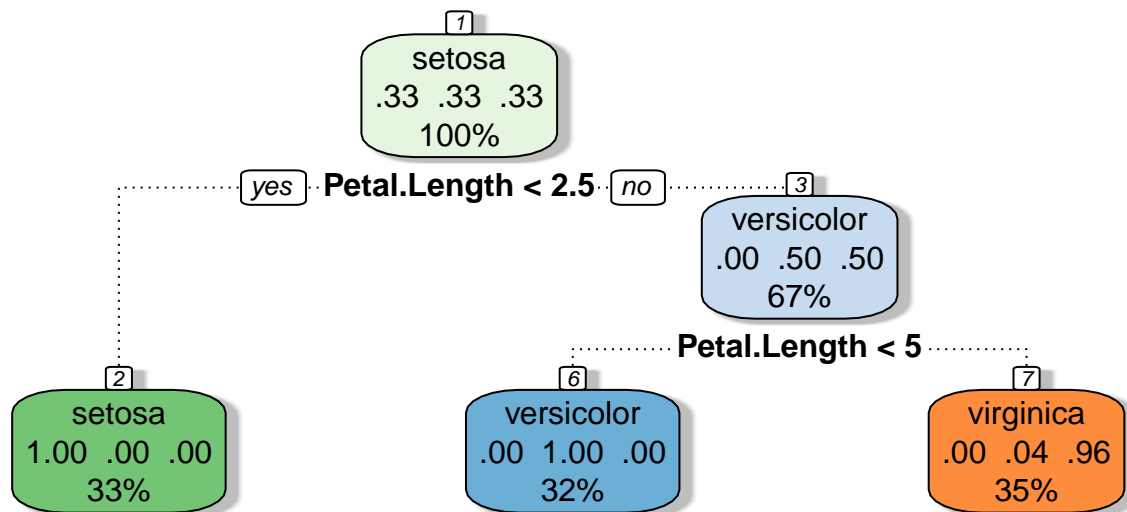 1
setosa
.33 .33 .33
100%
yes Petal.Length < 2.5 no
3
versicolor
.00 .50 .50
67%
Petal.Length < 5
2
setosa
1.00 .00 .00
33%
6
versicolor
.00 1.00 .00
32%
7
virginica
.00 .04 .96
35%